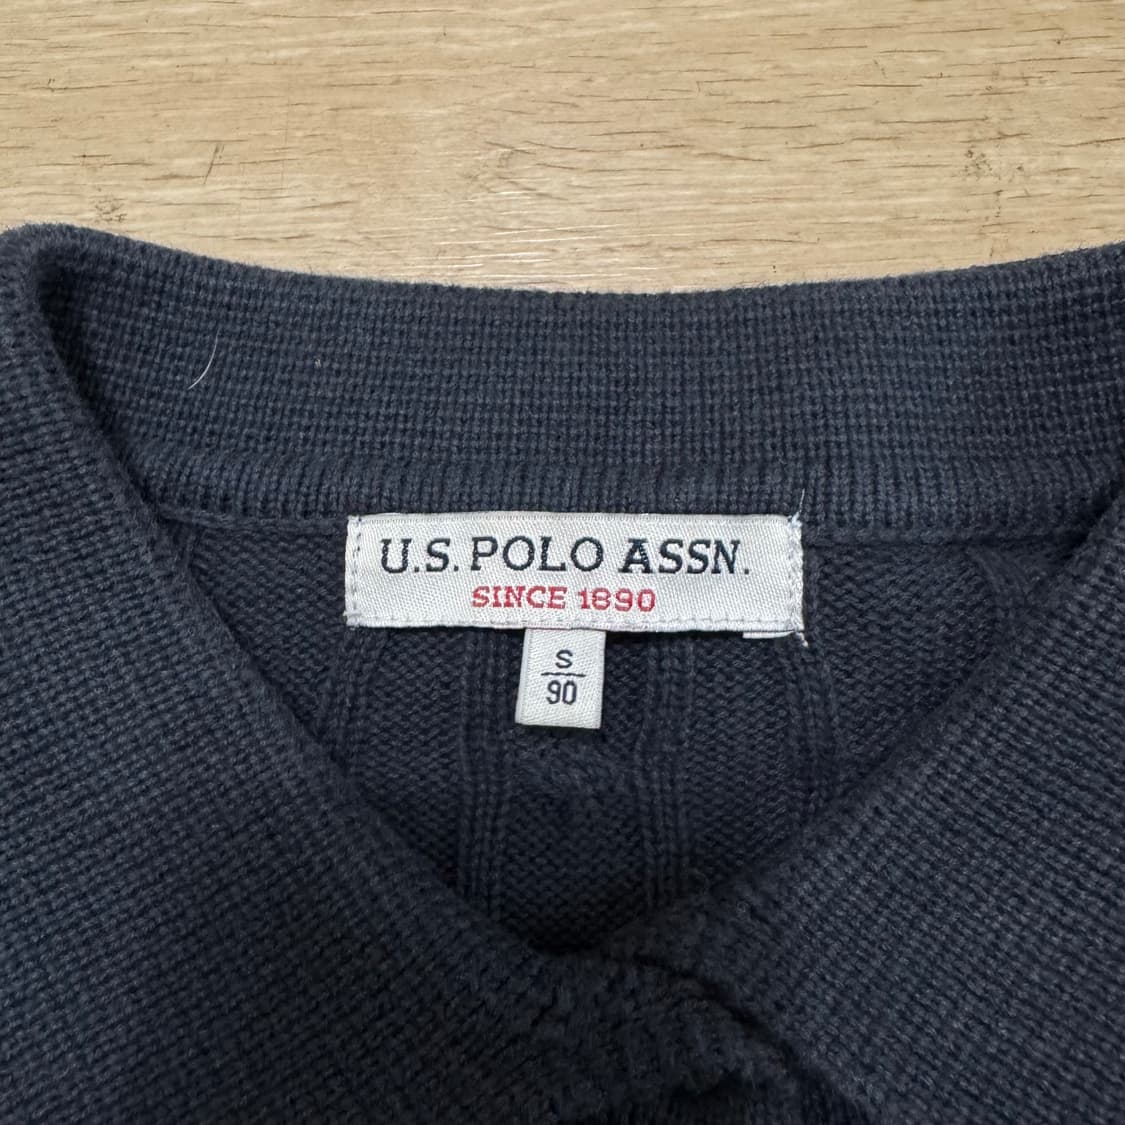 U.S. POLO ASSN.
SINCE 1890
S
90